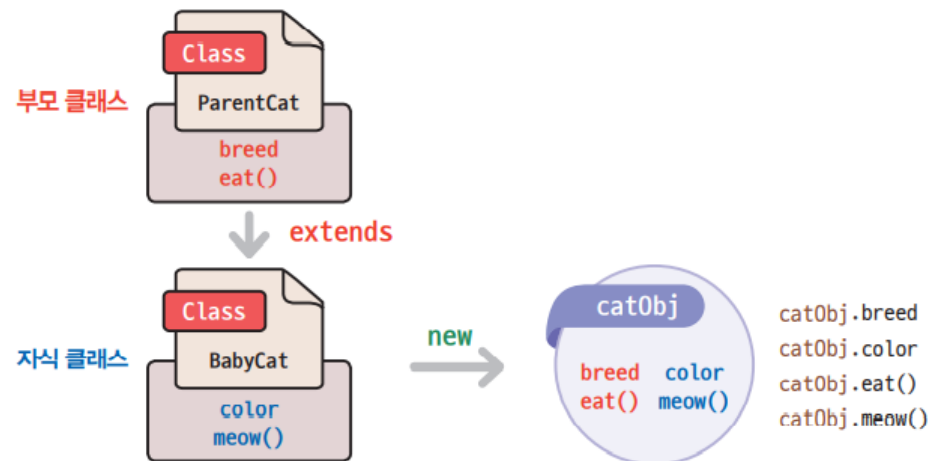 Class
부모 클래스
ParentCat
breed
eat()
extends
Class
자식 클래스
BabyCat
color
meow()
new
catObj
breed color
eat() meow()
catObj.breed
catObj.color
catObj.eat()
catObj.meow()